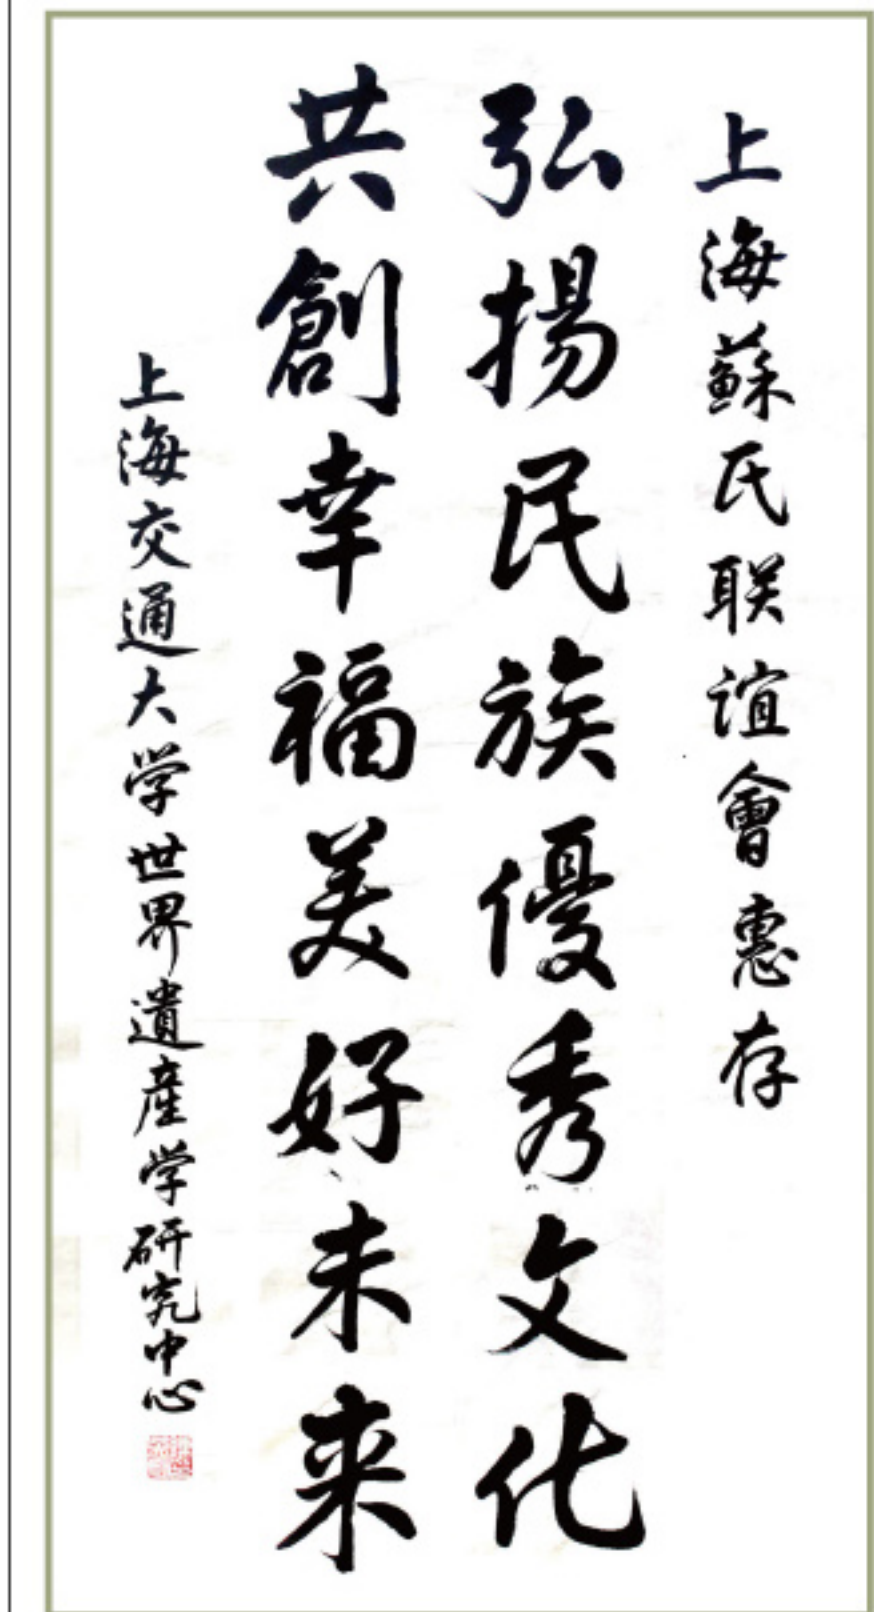 上海蘇氏联谊會惠存
弘揚民族優秀文化
共創幸福美好未来
上海交通大学世界遺産学研究中心